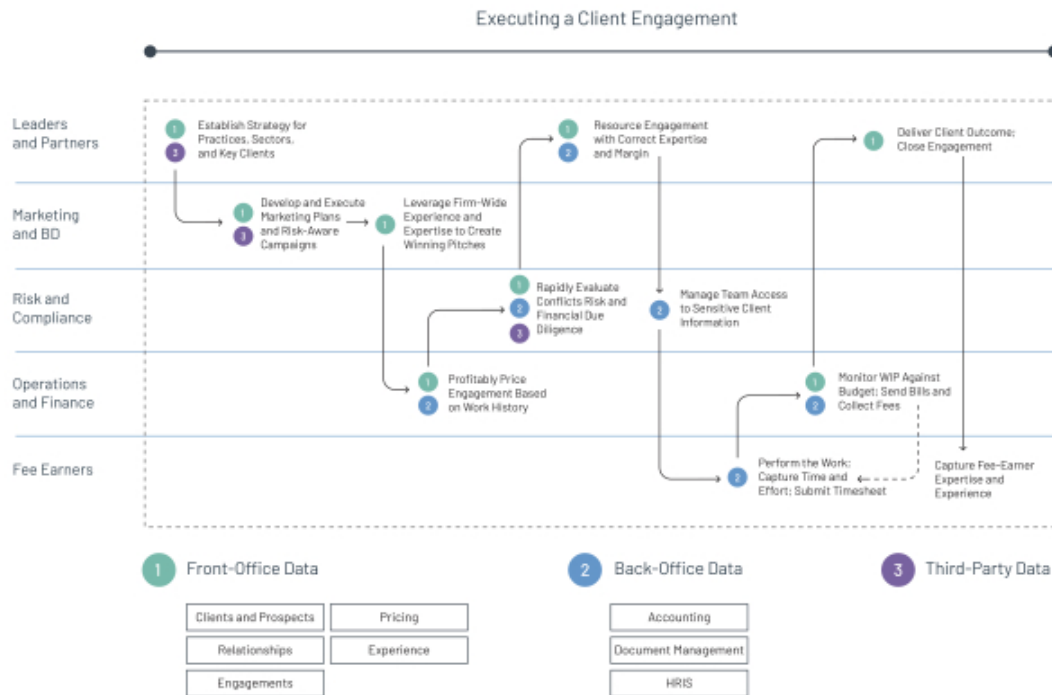 Executing a Client Engagement
Leaders
and Partners
1
3
Establish Strategy for
Practices, Sectors,
and Key Clients
1
2
Resource Engagement
with Correct Expertise
and Margin
1
Deliver Client Outcome;
Close Engagement
Marketing
and BD
1
3
Develop and Execute
Marketing Plans
and Risk-Aware
Campaigns
1
Leverage Firm-Wide
Experience and
Expertise to Create
Winning Pitches
Risk and
Compliance
1
2
3
Rapidly Evaluate
Conflicts Risk and
Financial Due
Diligence
2
Manage Team Access
to Sensitive Client
Information
Operations
and Finance
1
2
Profitably Price
Engagement Based
on Work History
1
2
Monitor WIP Against
Budget; Send Bills and
Collect Fees
Fee Earners
2
Perform the Work;
Capture Time and
Effort; Submit Timesheet
Capture Fee-Earner
Expertise and
Experience
1 Front-Office Data
Clients and Prospects
Pricing
Relationships
Experience
Engagements
2 Back-Office Data
Accounting
Document Management
HRIS
3 Third-Party Data